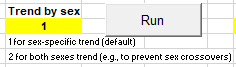 Trend by sex
1
Run
1 for sex-specific trend (default)
2 for both sexes trend (e.g., to prevent sex crossovers)